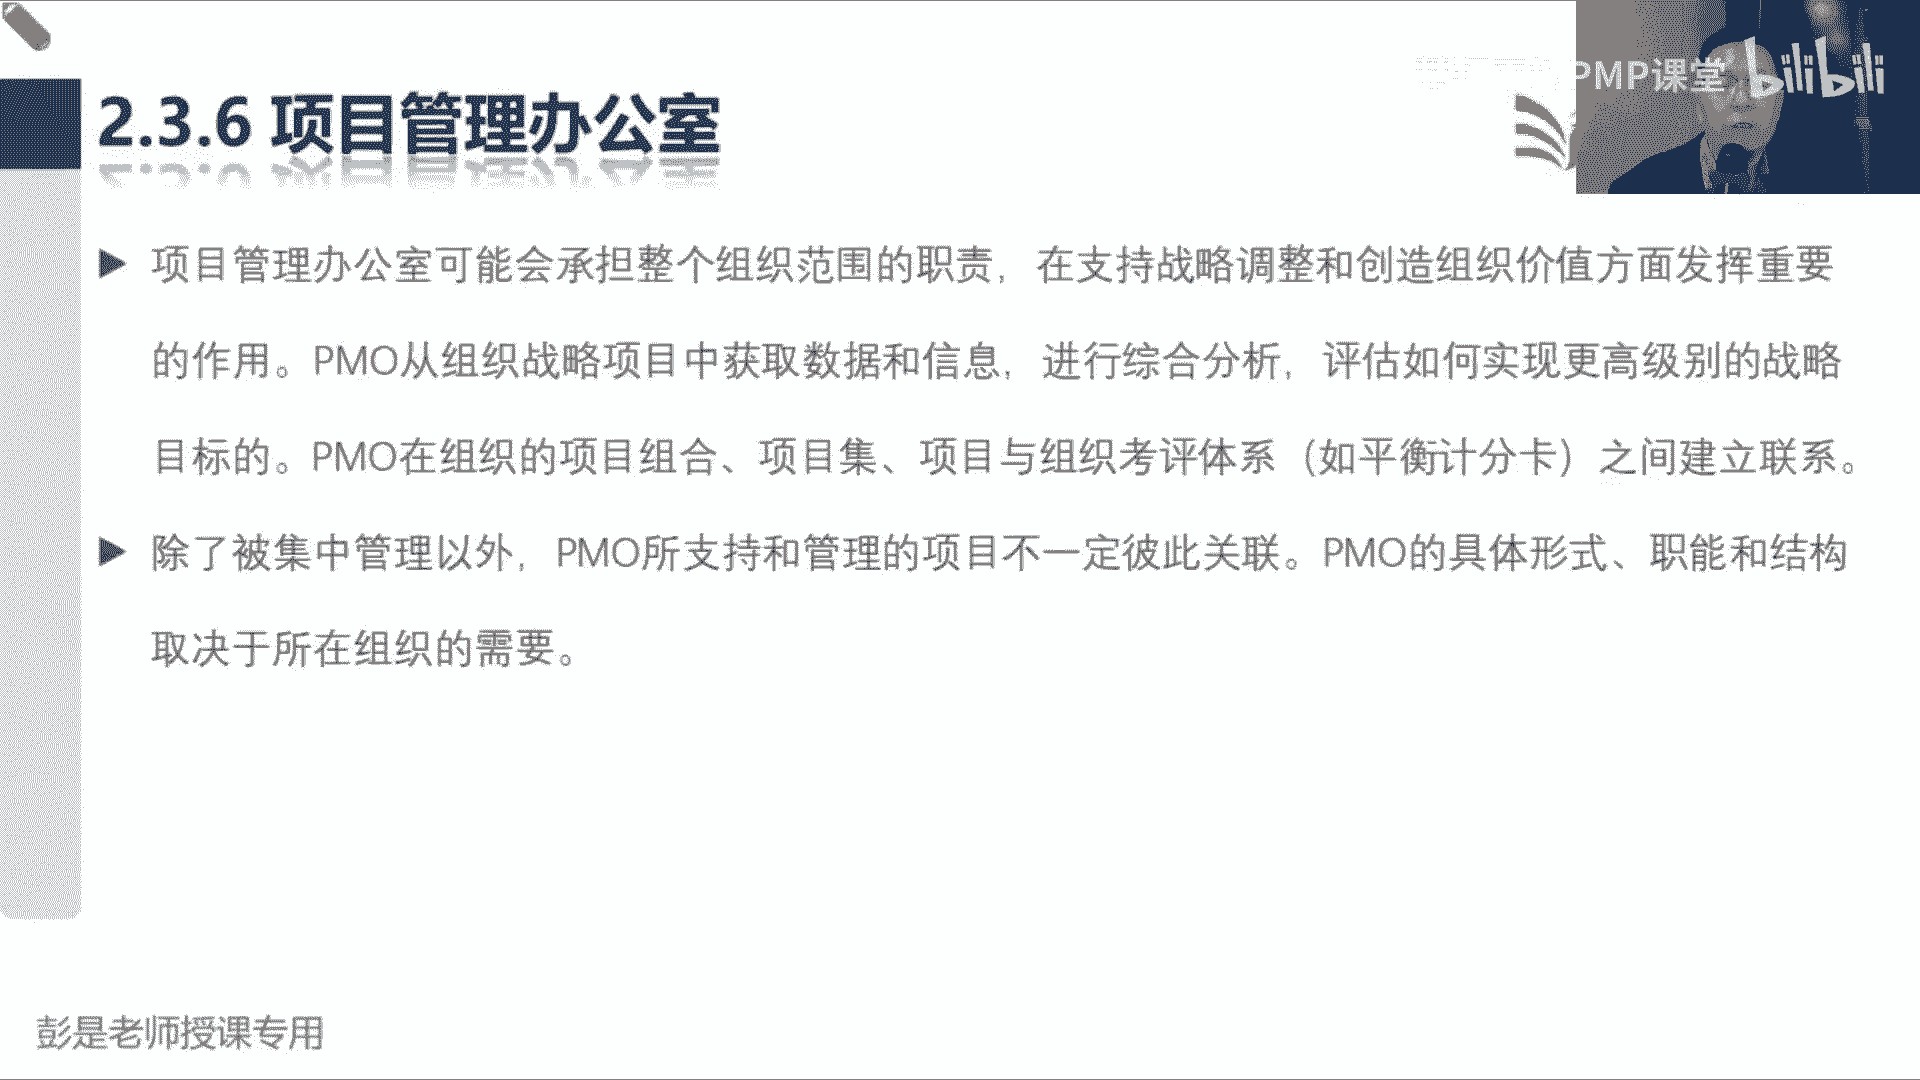 PMP课堂 bilibili
2.3.6 项目管理办公室
项目管理办公室可能会承担整个组织范围的职责，在支持战略调整和创造组织价值方面发挥重要
的作用。PMO从组织战略项目中获取数据和信息，进行综合分析，评估如何实现更高级别的战略
目标的。PMO在组织的项目组合、项目集、项目与组织考评体系（如平衡计分卡）之间建立联系。
除了被集中管理以外，PMO所支持和管理的项目不一定彼此关联。PMO的具体形式、职能和结构
取决于所在组织的需要。
彭是老师授课专用